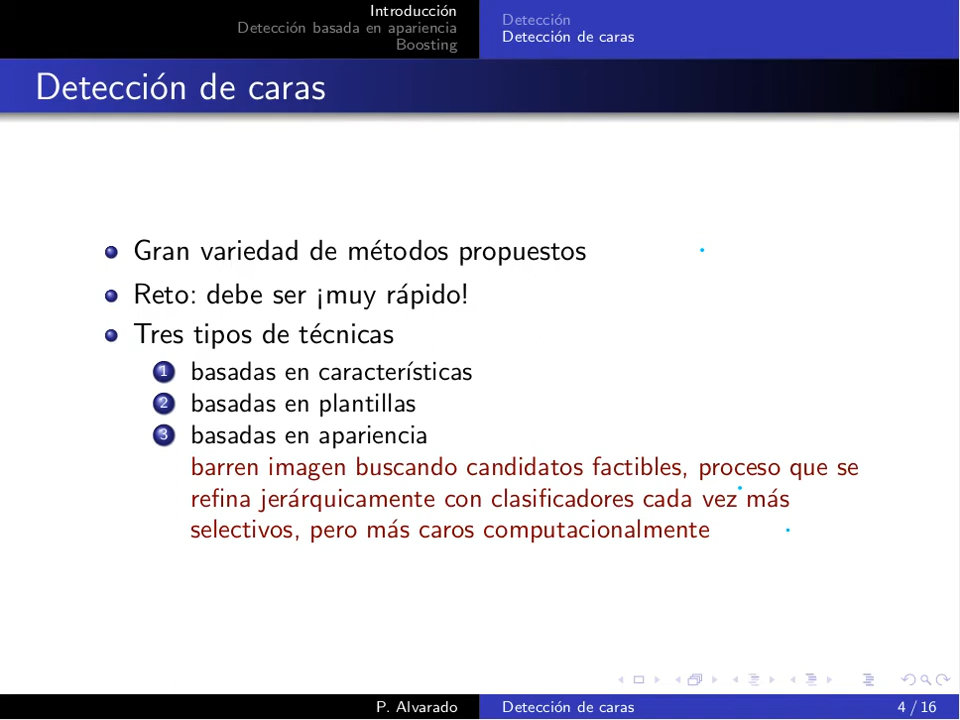 Introducción
Detección basada en apariencia
Boosting
Detección
Detección de caras
Detección de caras
Gran variedad de métodos propuestos
Reto: debe ser ¡muy rápido!
Tres tipos de técnicas
1 basadas en características
2 basadas en plantillas
3 basadas en apariencia
barren imagen buscando candidatos factibles, proceso que se
refina jerárquicamente con clasificadores cada vez más
selectivos, pero más caros computacionalmente
P. Alvarado
Detección de caras
4 / 16